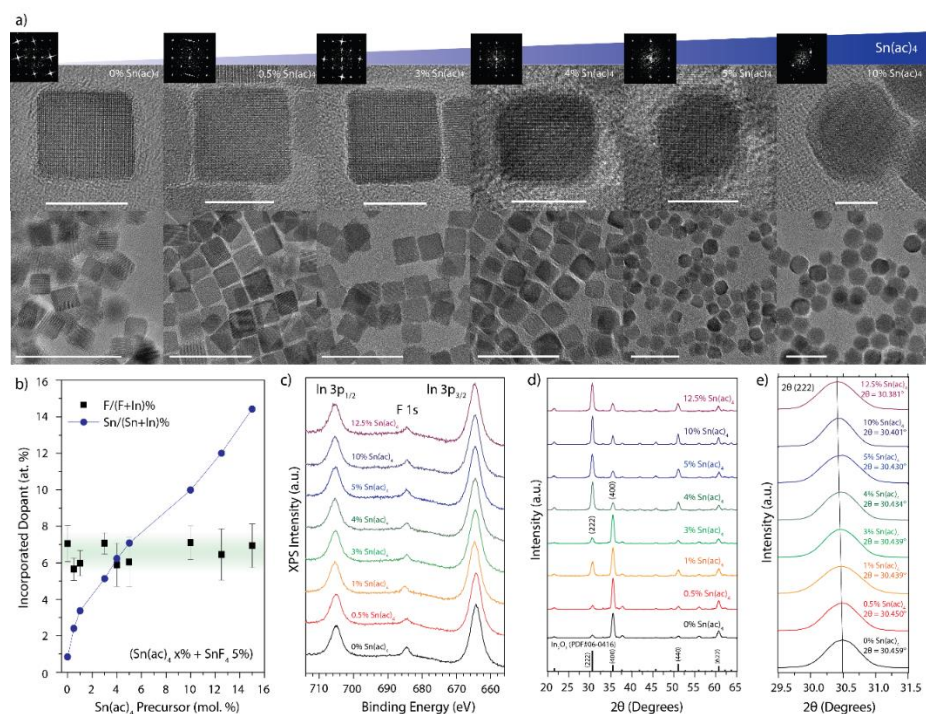 a)
Sn(ac)₄
0% Sn(ac)₄
0.5% Sn(ac)₄
3% Sn(ac)₄
4% Sn(ac)₄
5% Sn(ac)₄
10% Sn(ac)₄
b)
Incorporated Dopant (at. %)
16
14
12
10
8
6
4
2
0
F/(F+In)%
Sn/(Sn+In)%
(Sn(ac)₄ x% + SnF₄ 5%)
0 2 4 6 8 10 12 14 16
Sn(ac)₄ Precursor (mol. %)
c)
XPS Intensity (a.u.)
In 3p₁/₂
In 3p₃/₂
F 1s
12.5% Sn(ac)₄
10% Sn(ac)₄
5% Sn(ac)₄
4% Sn(ac)₄
3% Sn(ac)₄
1% Sn(ac)₄
0.5% Sn(ac)₄
0% Sn(ac)₄
710 700 690 680 670 660
Binding Energy (eV)
d)
Intensity (a.u.)
12.5% Sn(ac)₄
10% Sn(ac)₄
5% Sn(ac)₄
(400)
4% Sn(ac)₄
(222)
3% Sn(ac)₄
1% Sn(ac)₄
0.5% Sn(ac)₄
0% Sn(ac)₄
In₂O₃ (PDF#06-0416)
(222)
(400)
(440)
(622)
20 25 30 35 40 45 50 55 60 65
2θ (Degrees)
e)
29.5 30.0 30.5 31.0 31.5
Intensity (a.u.)
2θ (222)
12.5% Sn(ac)₄
2θ = 30.381°
10% Sn(ac)₄
2θ = 30.401°
5% Sn(ac)₄
2θ = 30.430°
4% Sn(ac)₄
2θ = 30.434°
3% Sn(ac)₄
2θ = 30.439°
1% Sn(ac)₄
2θ = 30.439°
0.5% Sn(ac)₄
2θ = 30.450°
0% Sn(ac)₄
2θ = 30.459°
29.5 30.0 30.5 31.0 31.5
2θ (Degrees)